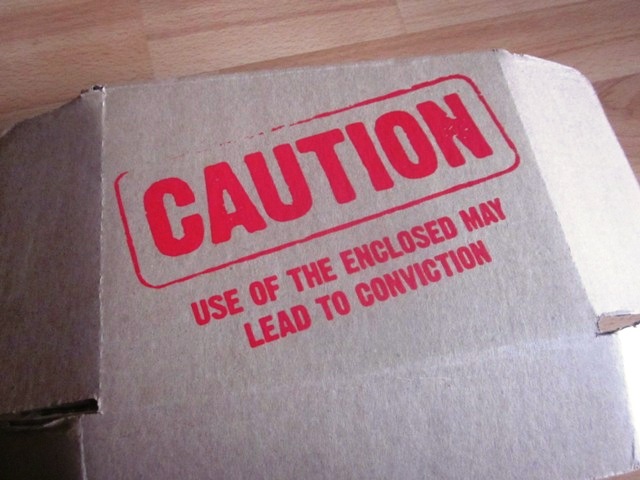 CAUTION
USE OF THE ENCLOSED MAY
LEAD TO CONVICTION